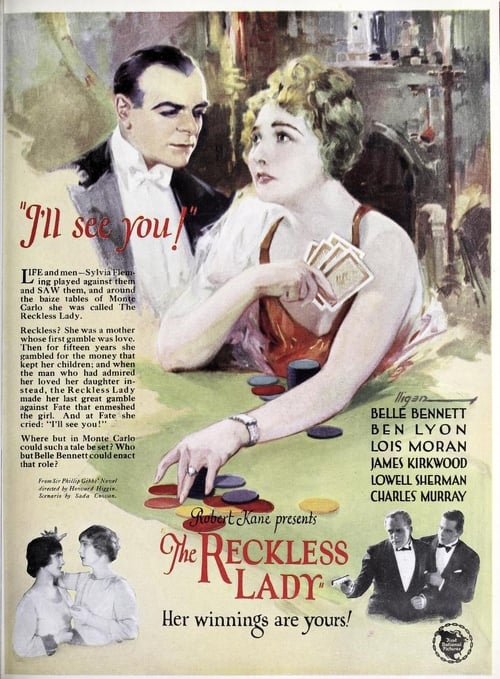 "I'll see you!"
LIFE and men—Sylvia Flem-
ing played against them
and SAW them, and around
the baize tables of Monte
Carlo she was called The
Reckless Lady.
Reckless? She was a mother
whose first gamble was love.
Then for fifteen years she
gambled for the money that
kept her children; and when
the man who had admired
her loved her daughter in-
stead, the Reckless Lady
made her last great gamble
against Fate that enmeshed
the girl. And at Fate she
cried: "I'll see you!"
Where but in Monte Carlo
could such a tale be set? Who
but Belle Bennett could enact
that role?
From Sir Phillip Gibbs' Novel
directed by Howard Higgin.
Scenario by Sada Cowan.
BELLE BENNETT
BEN LYON
LOIS MORAN
JAMES KIRKWOOD
LOWELL SHERMAN
CHARLES MURRAY
Robert Kane presents
"The RECKLESS
LADY"
Her winnings are yours!
First
National
Pictures